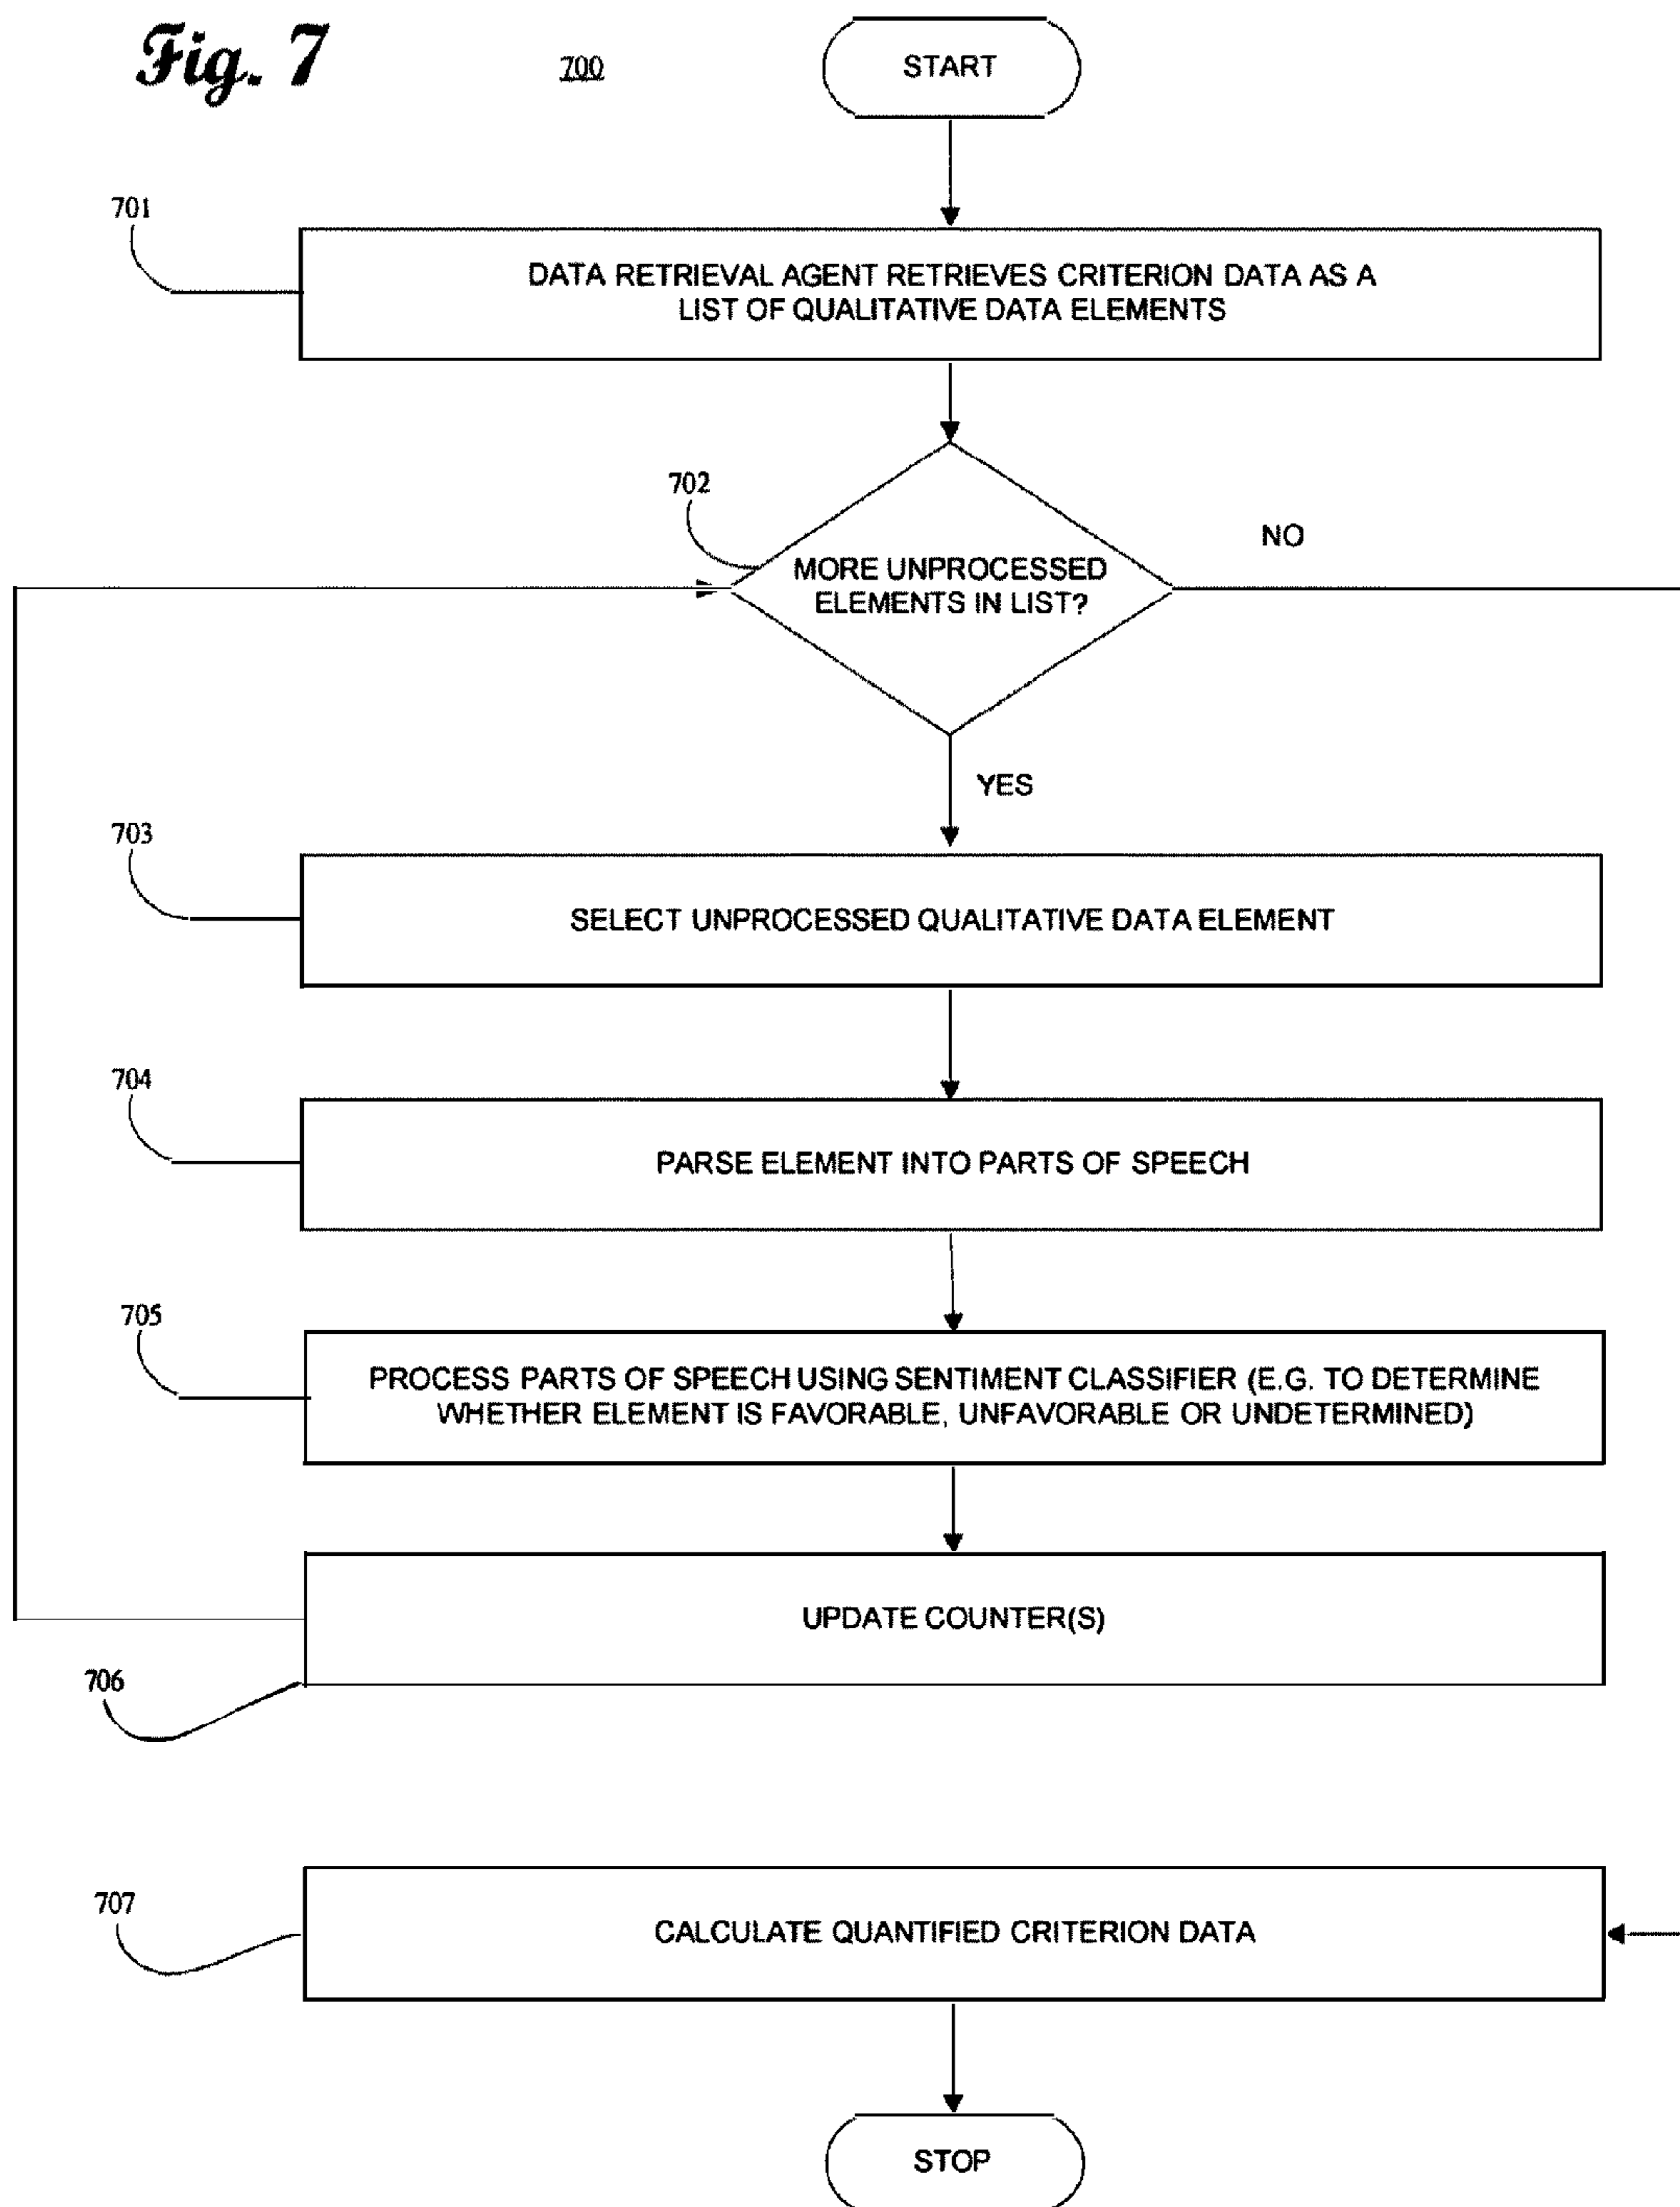 Fig. 7
700
START
701
DATA RETRIEVAL AGENT RETRIEVES CRITERION DATA AS A
LIST OF QUALITATIVE DATA ELEMENTS
702
MORE UNPROCESSED
ELEMENTS IN LIST?
NO
YES
703
SELECT UNPROCESSED QUALITATIVE DATA ELEMENT
704
PARSE ELEMENT INTO PARTS OF SPEECH
705
PROCESS PARTS OF SPEECH USING SENTIMENT CLASSIFIER (E.G. TO DETERMINE
WHETHER ELEMENT IS FAVORABLE, UNFAVORABLE OR UNDETERMINED)
UPDATE COUNTER(S)
706
707
CALCULATE QUANTIFIED CRITERION DATA
STOP